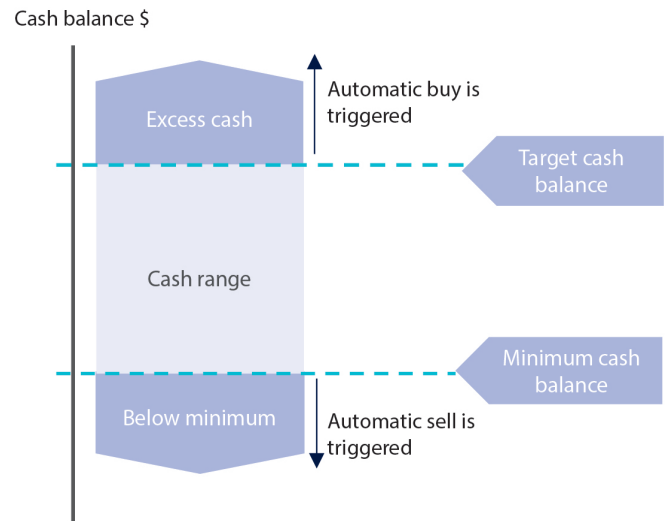 Cash balance $
Automatic buy is
triggered
Excess cash
Target cash
balance
Cash range
Minimum cash
balance
Below minimum
Automatic sell is
triggered